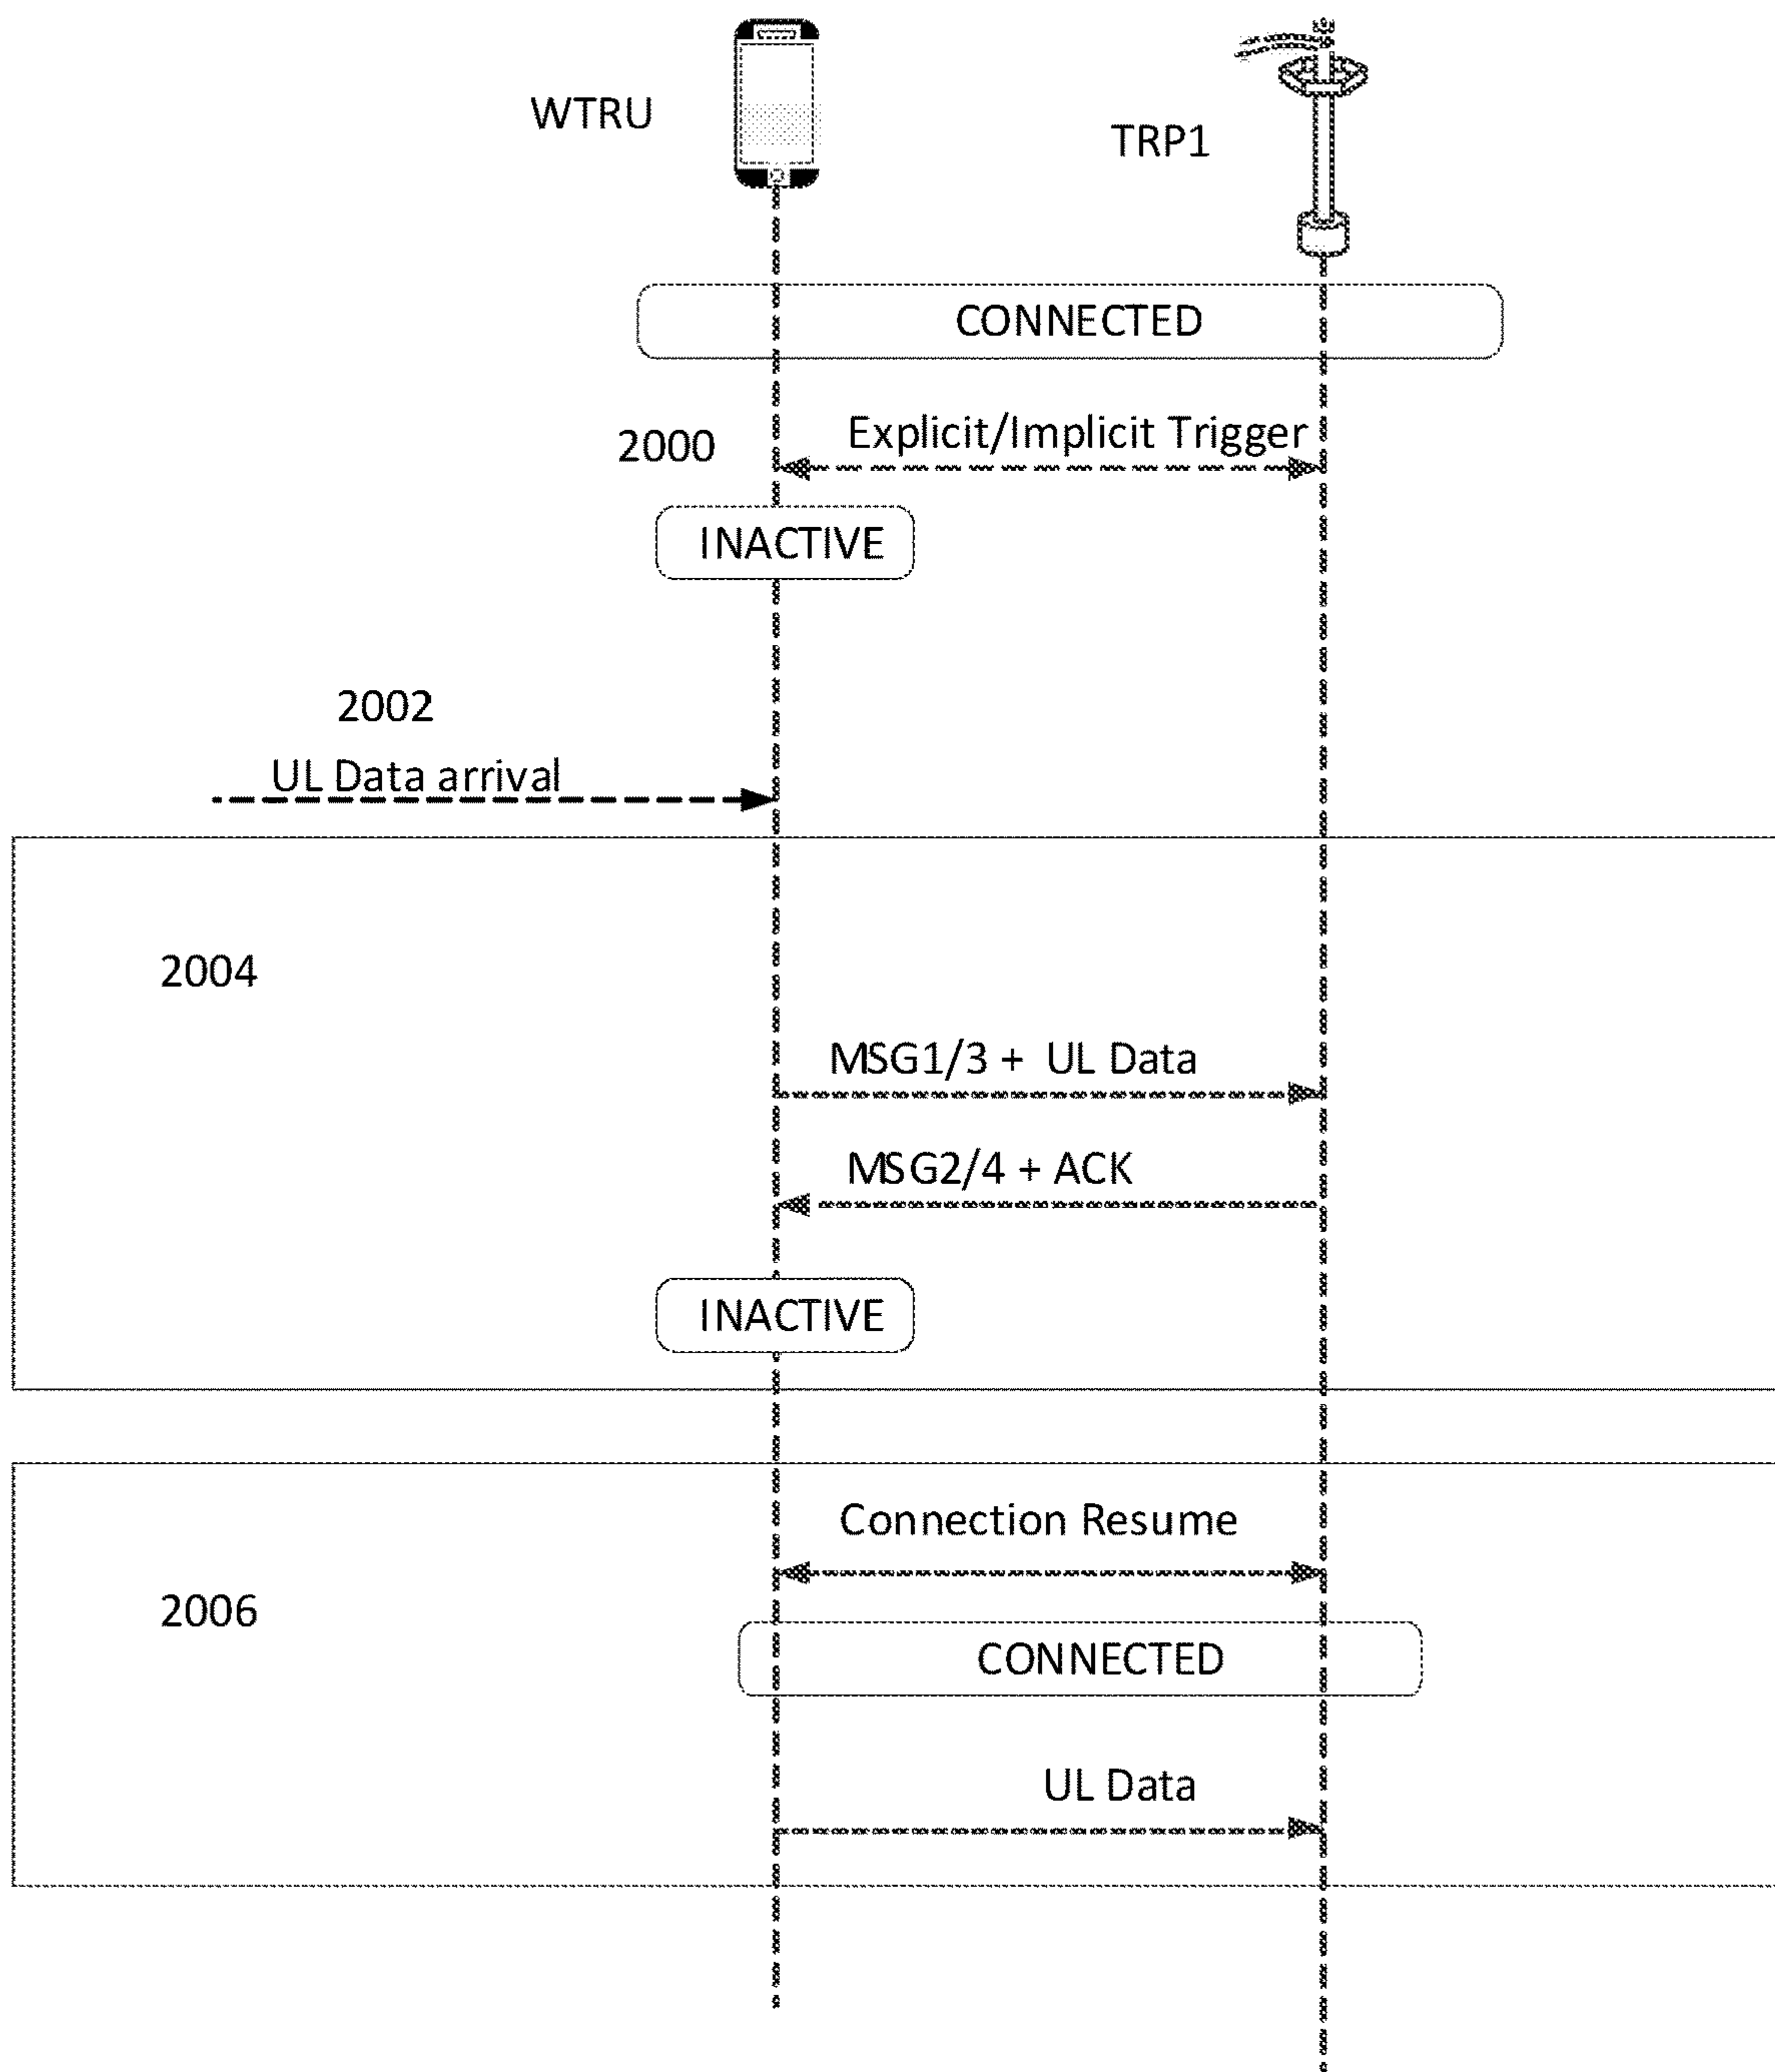 WTRU
TRP1
CONNECTED
2000
Explicit/Implicit Trigger
INACTIVE
2002
UL Data arrival
2004
MSG1/3 + UL Data
MSG2/4 + ACK
INACTIVE
Connection Resume
2006
CONNECTED
UL Data